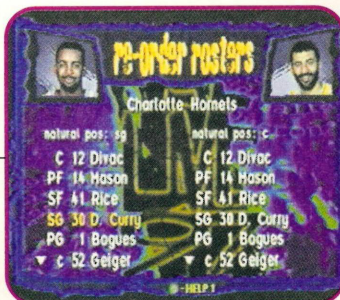 re-order rosters
Charlotte Hornets
natural pos: sg
C 12 Divac
PF 14 Mason
SF 41 Rice
SG 30 D. Curry
PG 1 Bogues
▼ c 52 Geiger
natural pos: c
C 12 Divac
PF 14 Mason
SF 41 Rice
SG 30 D. Curry
PG 1 Bogues
▼ c 52 Geiger
-HELP1